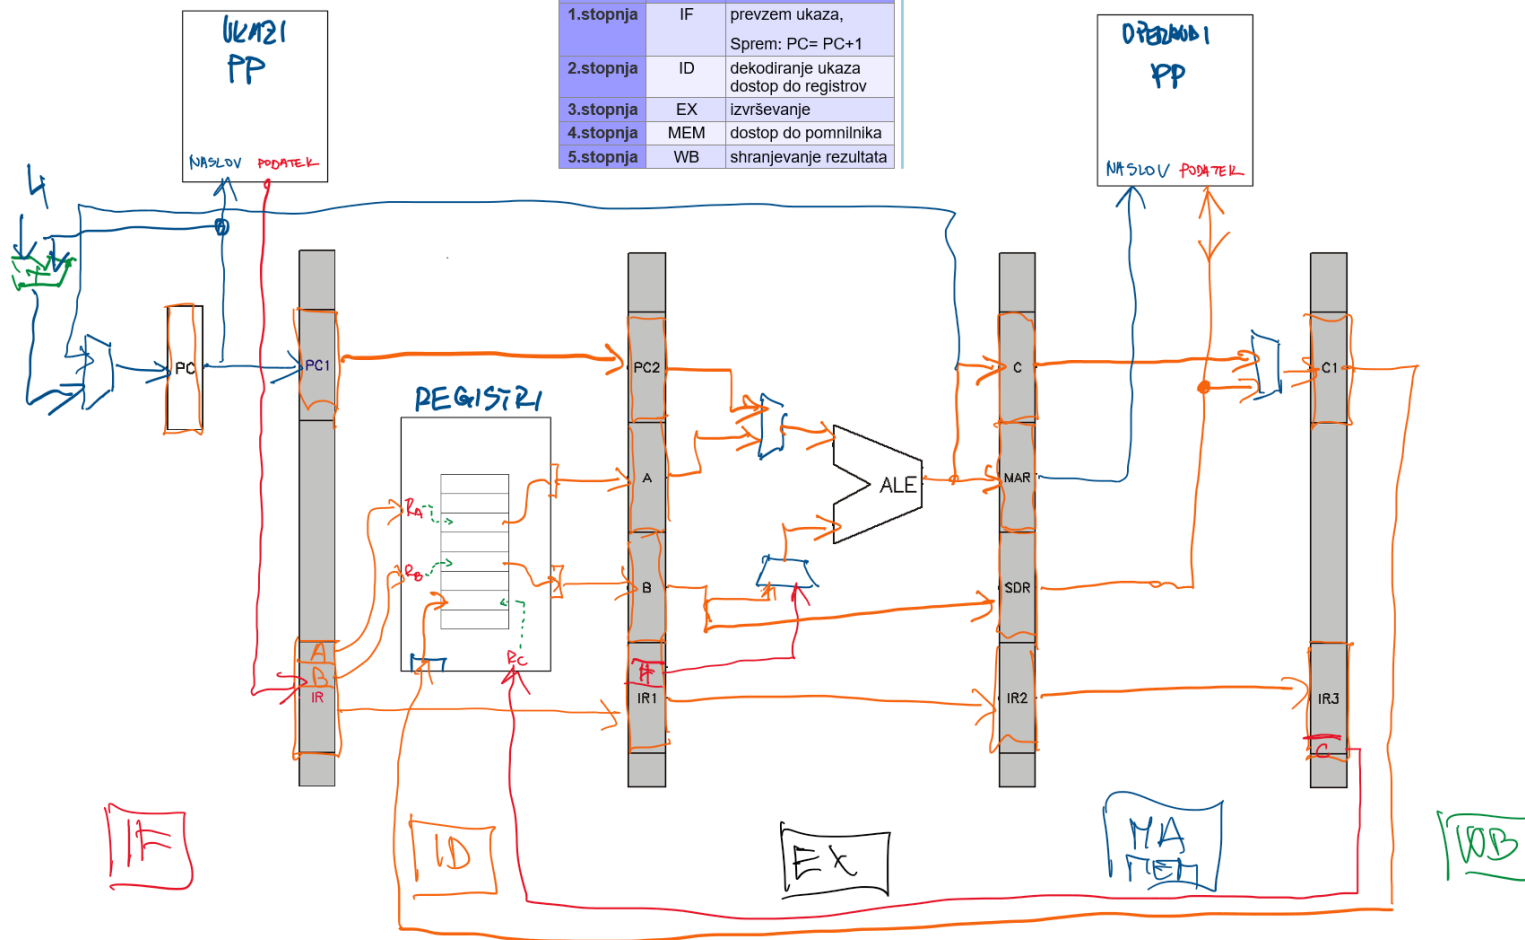 UKAZI
PP
NASLOV PODATEK
1.stopnja IF prevzem ukaza,
Sprem: PC= PC+1
2.stopnja ID dekodiranje ukaza
dostop do registrov
3.stopnja EX izvrševanje
4.stopnja MEM dostop do pomnilnika
5.stopnja WB shranjevanje rezultata
OPERANDI
PP
NASLOV PODATEK
4
+
PC
PC1
PC2
C
C1
REGISTRI
A
ALE
MAR
RA
RB
B
SDR
A
B
IR
RC
IR1
IR2
IR3
C
IF
ID
EX
MA
MEM
WB